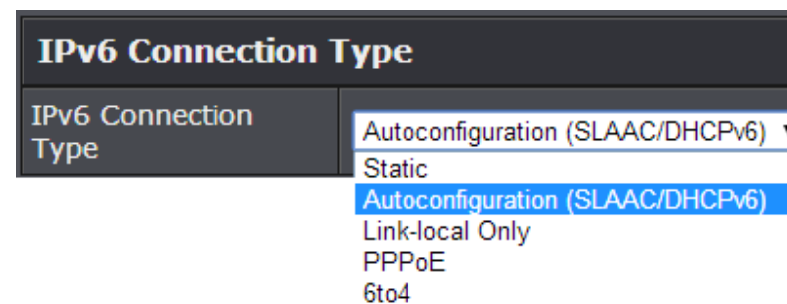 IPv6 Connection Type
IPv6 Connection
Type
Autoconfiguration (SLAAC/DHCPv6)
Static
Autoconfiguration (SLAAC/DHCPv6)
Link-local Only
PPPoE
6to4